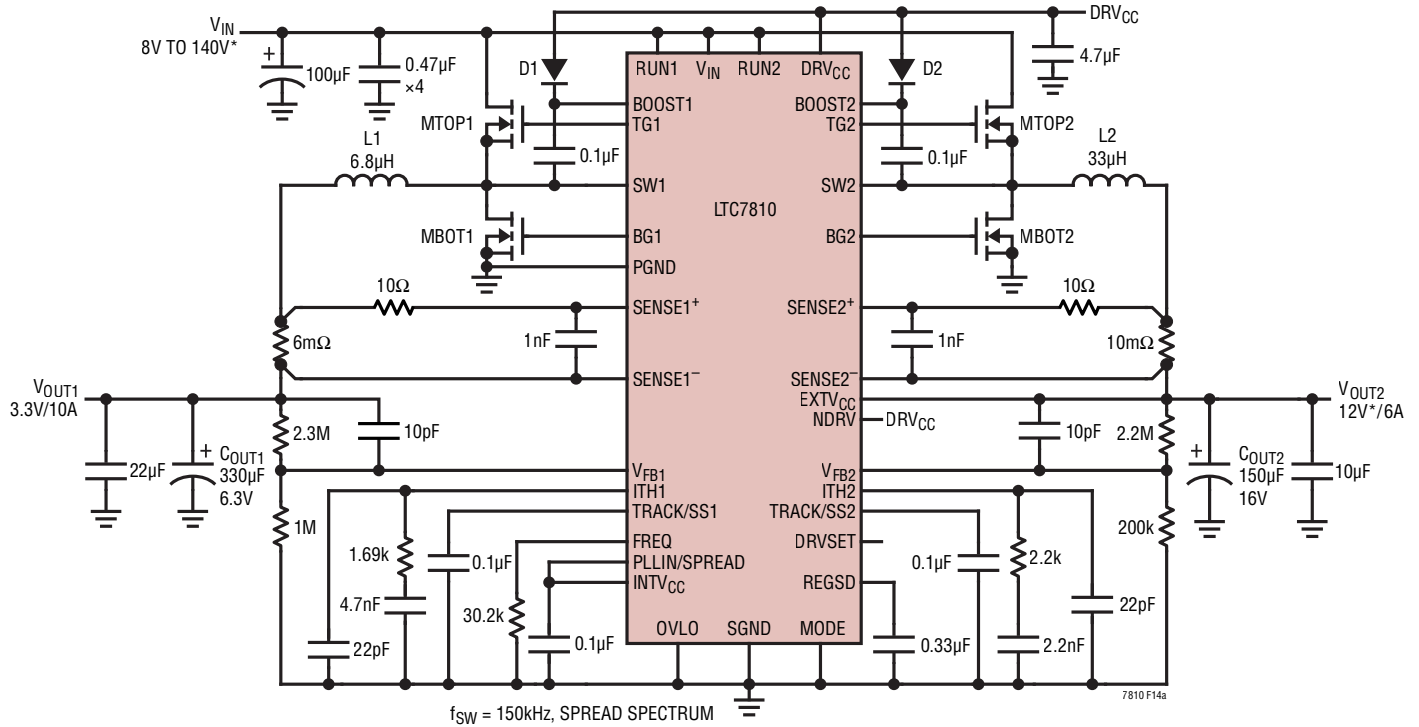 DRVCC
VIN
8V TO 140V*
+
100µF
0.47µF
×4
D1
RUN1
VIN
RUN2
DRVCC
D2
4.7µF
BOOST1
BOOST2
MTOP1
TG1
TG2
MTOP2
L1
6.8µH
0.1µF
0.1µF
L2
33µH
SW1
SW2
LTC7810
MBOT1
BG1
BG2
MBOT2
PGND
10Ω
SENSE1+
SENSE2+
10Ω
6mΩ
1nF
1nF
10mΩ
SENSE1–
SENSE2–
VOUT1
3.3V/10A
EXTVCC
VOUT2
12V*/6A
NDRV
DRVCC
2.3M
10pF
10pF
2.2M
22µF
+
COUT1
330µF
6.3V
VFB1
VFB2
+
COUT2
150µF
16V
10µF
ITH1
ITH2
1M
TRACK/SS1
TRACK/SS2
200k
1.69k
0.1µF
FREQ
DRVSET
0.1µF
2.2k
PLLIN/SPREAD
INTVCC
REGSD
4.7nF
30.2k
22pF
22pF
0.1µF
OVLO
SGND
MODE
0.33µF
2.2nF
7810 F14a
fSW = 150kHz, SPREAD SPECTRUM